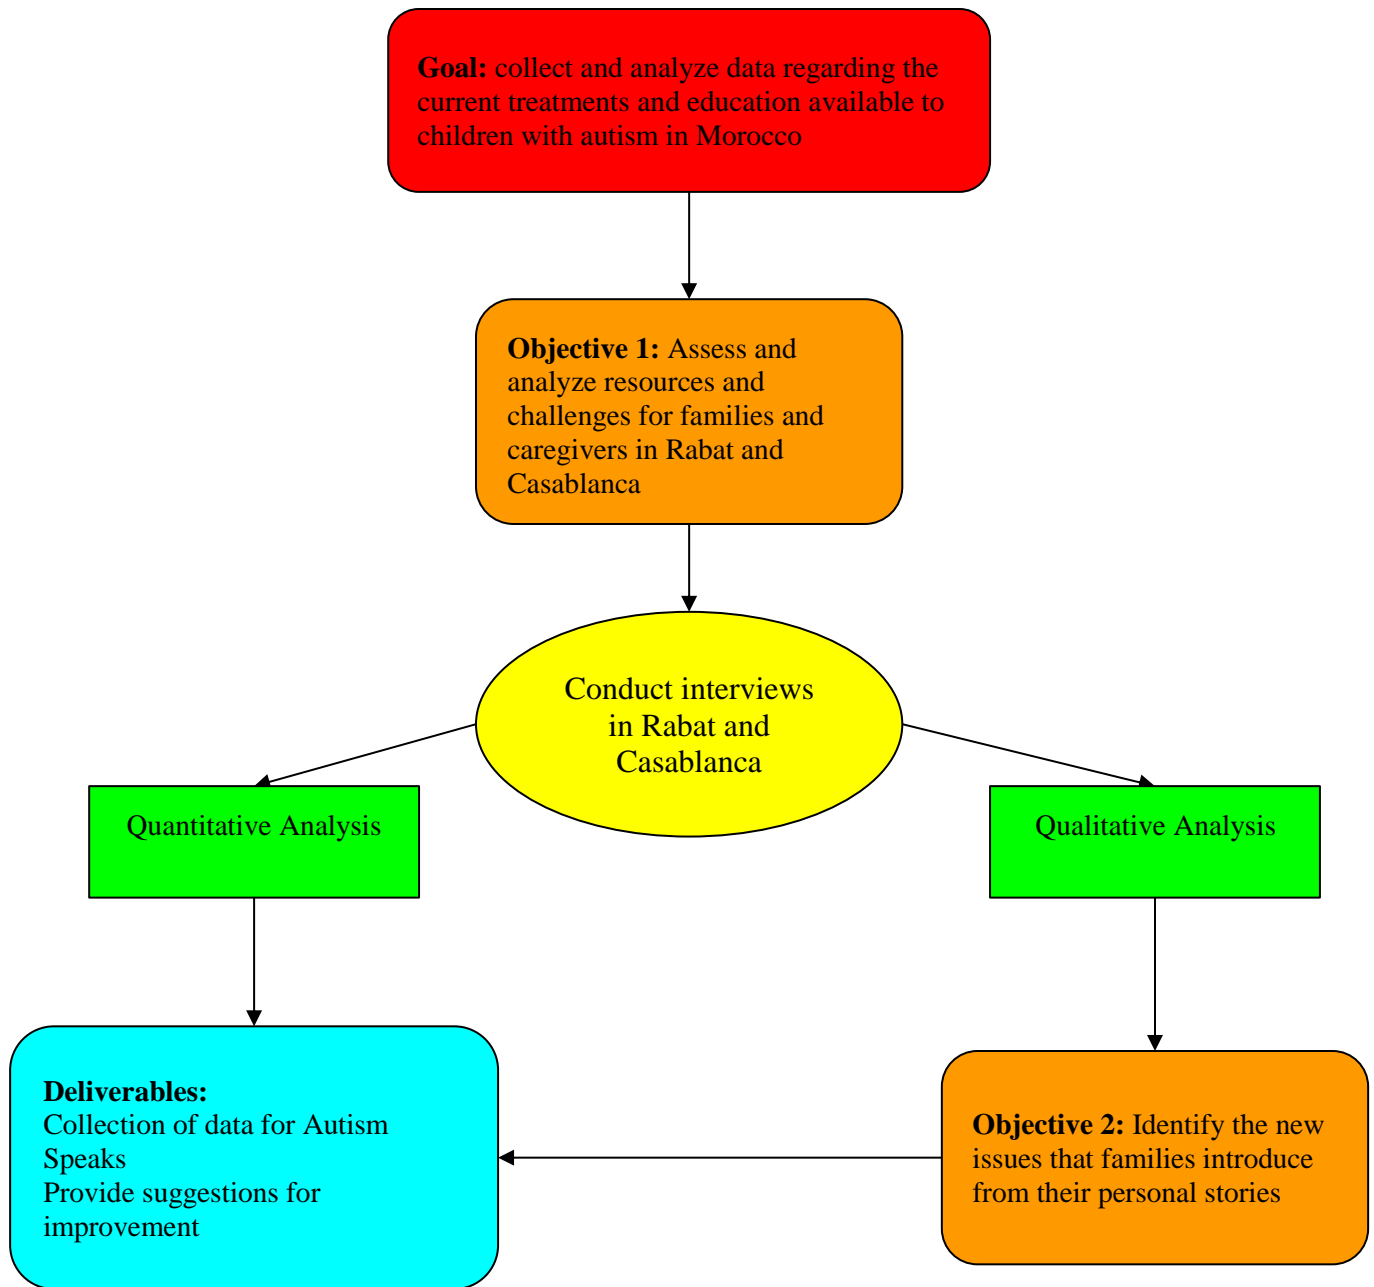 Goal: collect and analyze data regarding the
current treatments and education available to
children with autism in Morocco
Objective 1: Assess and
analyze resources and
challenges for families and
caregivers in Rabat and
Casablanca
Conduct interviews
in Rabat and
Casablanca
Quantitative Analysis
Qualitative Analysis
Deliverables:
Collection of data for Autism
Speaks
Provide suggestions for
improvement
Objective 2: Identify the new
issues that families introduce
from their personal stories